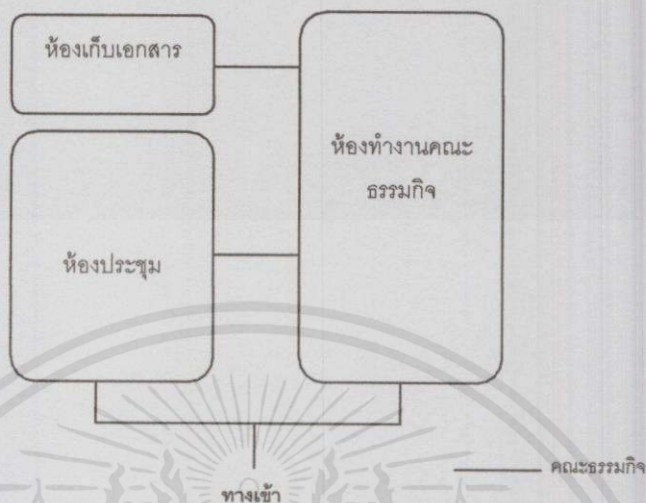 ห้องเก็บเอกสาร
ห้องทำงานคณะ
ธรรมกิจ
ห้องประชุม
คณะธรรมกิจ
ทางเข้า